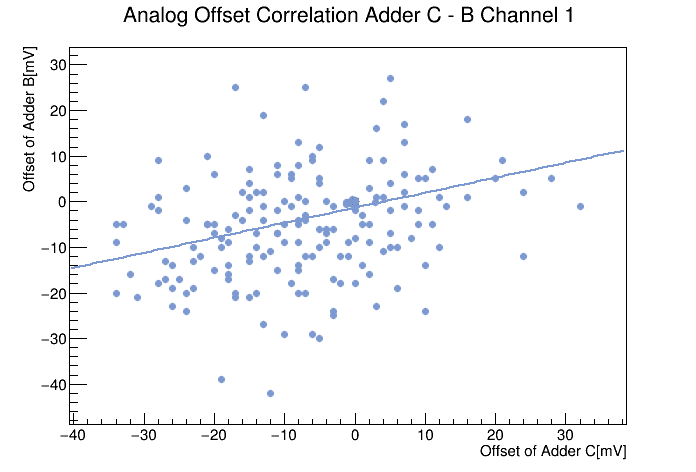 Analog Offset Correlation Adder C - B Channel 1
Offset of Adder B[mV]
30
20
10
0
−10
−20
−30
−40
−40 −30 −20 −10 0 10 20 30
Offset of Adder C[mV]